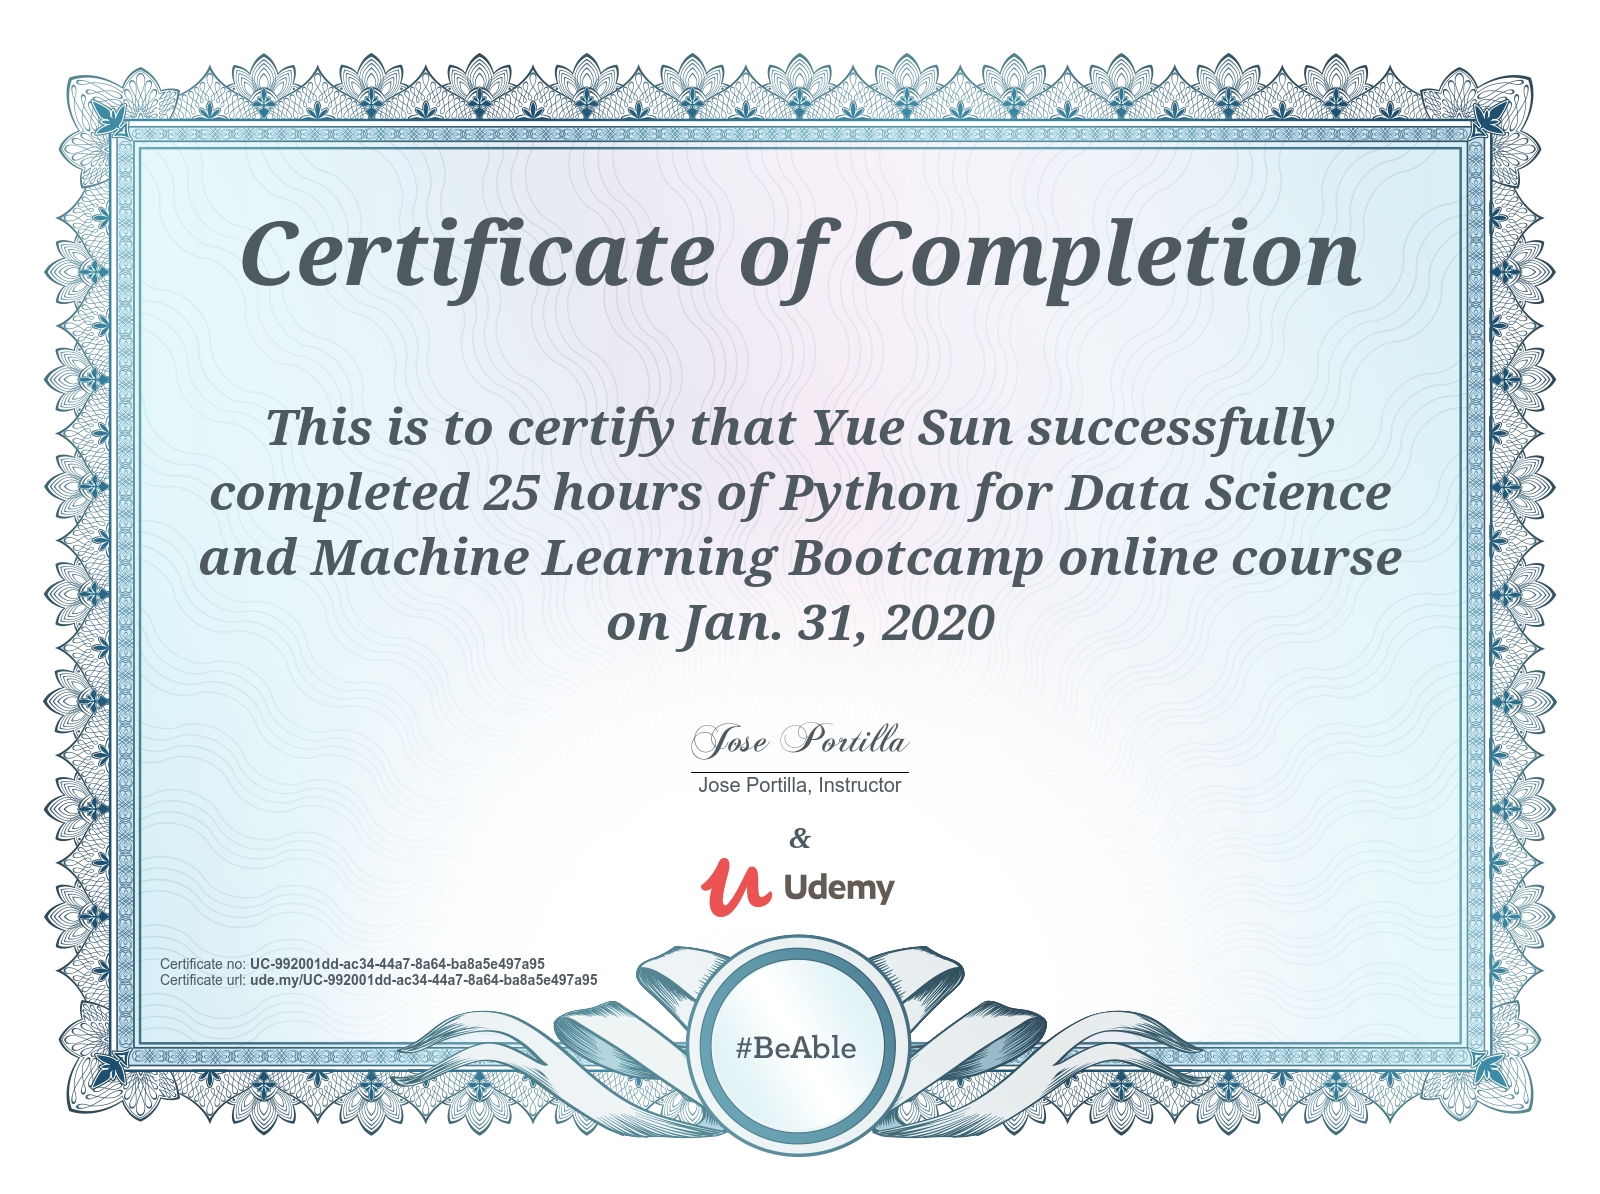 Certificate of Completion
This is to certify that Yue Sun successfully
completed 25 hours of Python for Data Science
and Machine Learning Bootcamp online course
on Jan. 31, 2020
Jose Portilla
Jose Portilla, Instructor
&
Udemy
Certificate no: UC-992001dd-ac34-44a7-8a64-ba8a5e497a95
Certificate url: ude.my/UC-992001dd-ac34-44a7-8a64-ba8a5e497a95
#BeAble